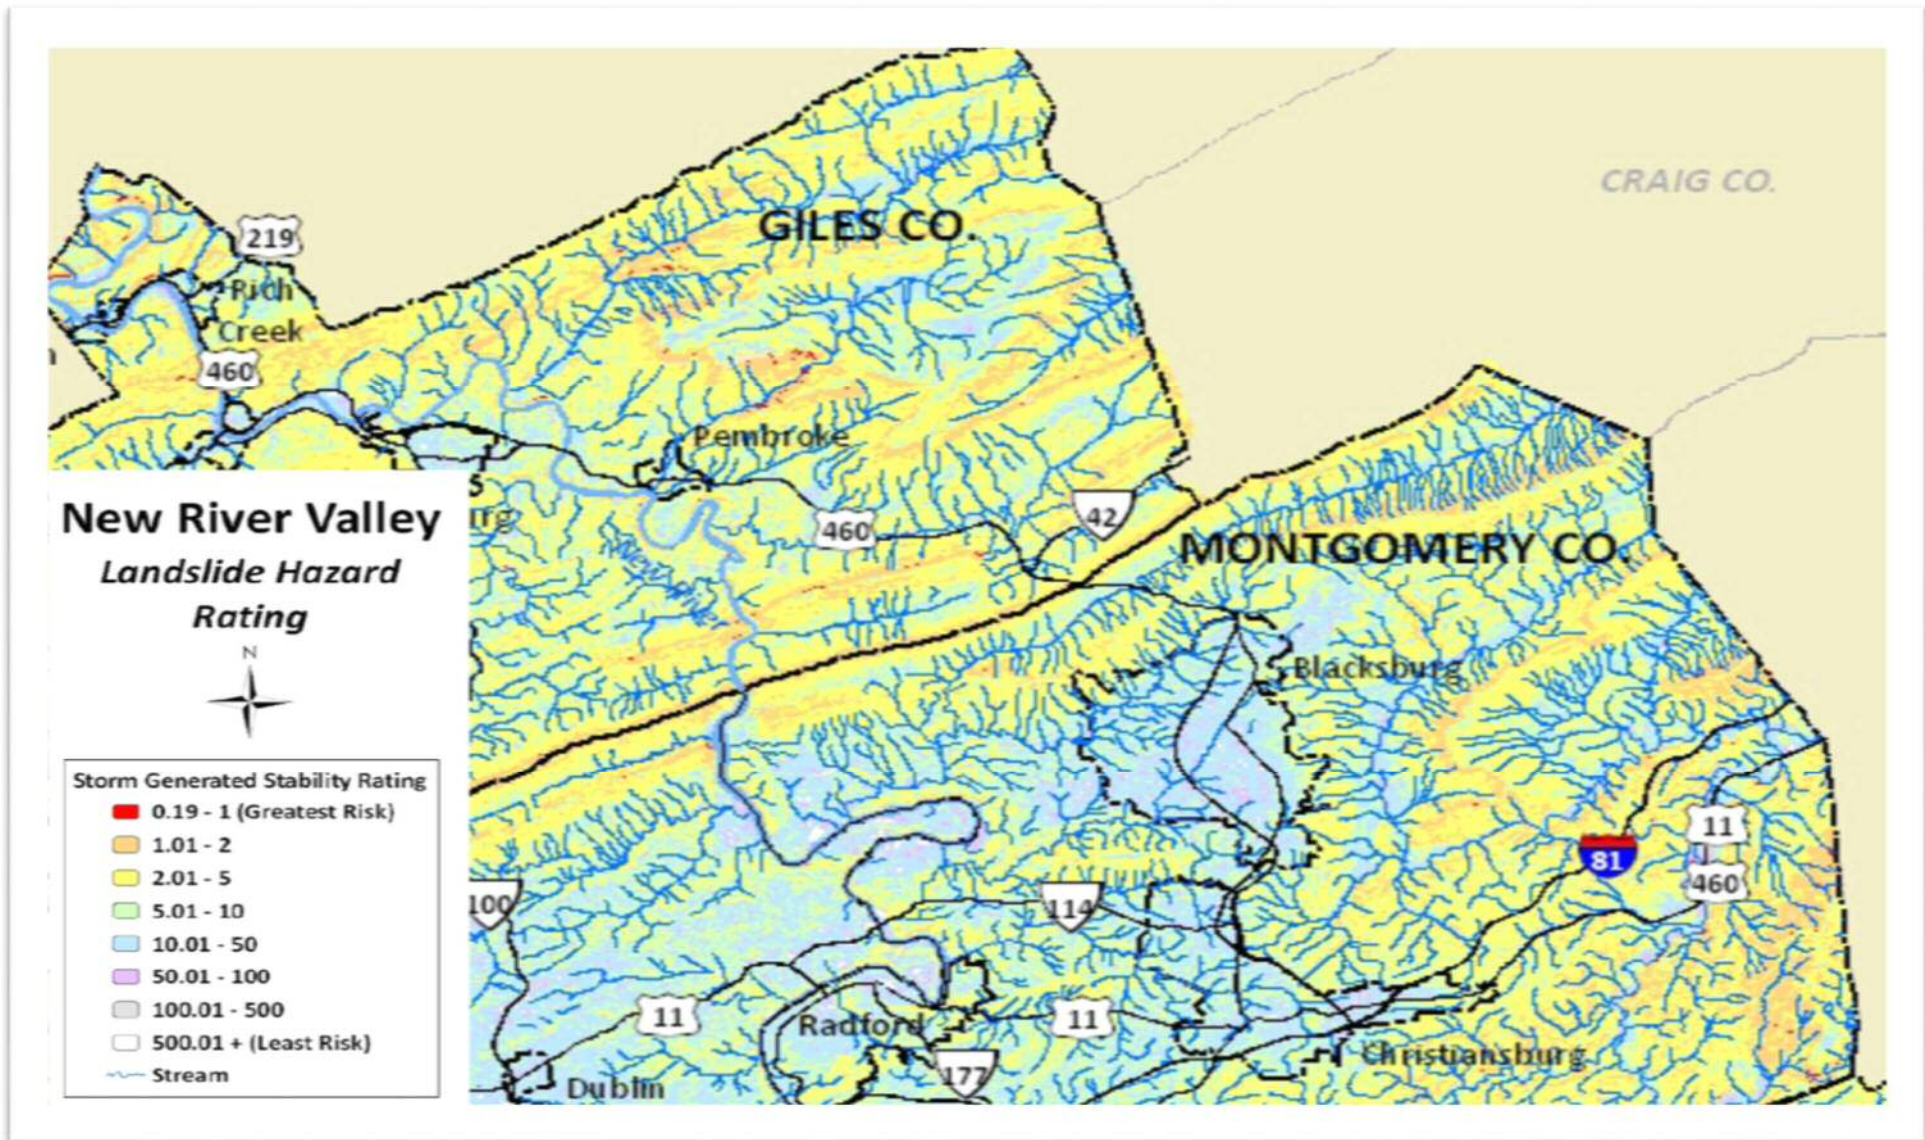 CRAIG CO.
GILES CO.
219
Rich
Creek
460
Pembroke
42
460
MONTGOMERY CO.
New River
Blacksburg
11
460
81
100
114
11
11
Radford
177
Dublin
Christiansburg
New River Valley
Landslide Hazard
Rating
N
Storm Generated Stability Rating
0.19 - 1 (Greatest Risk)
1.01 - 2
2.01 - 5
5.01 - 10
10.01 - 50
50.01 - 100
100.01 - 500
500.01 + (Least Risk)
Stream